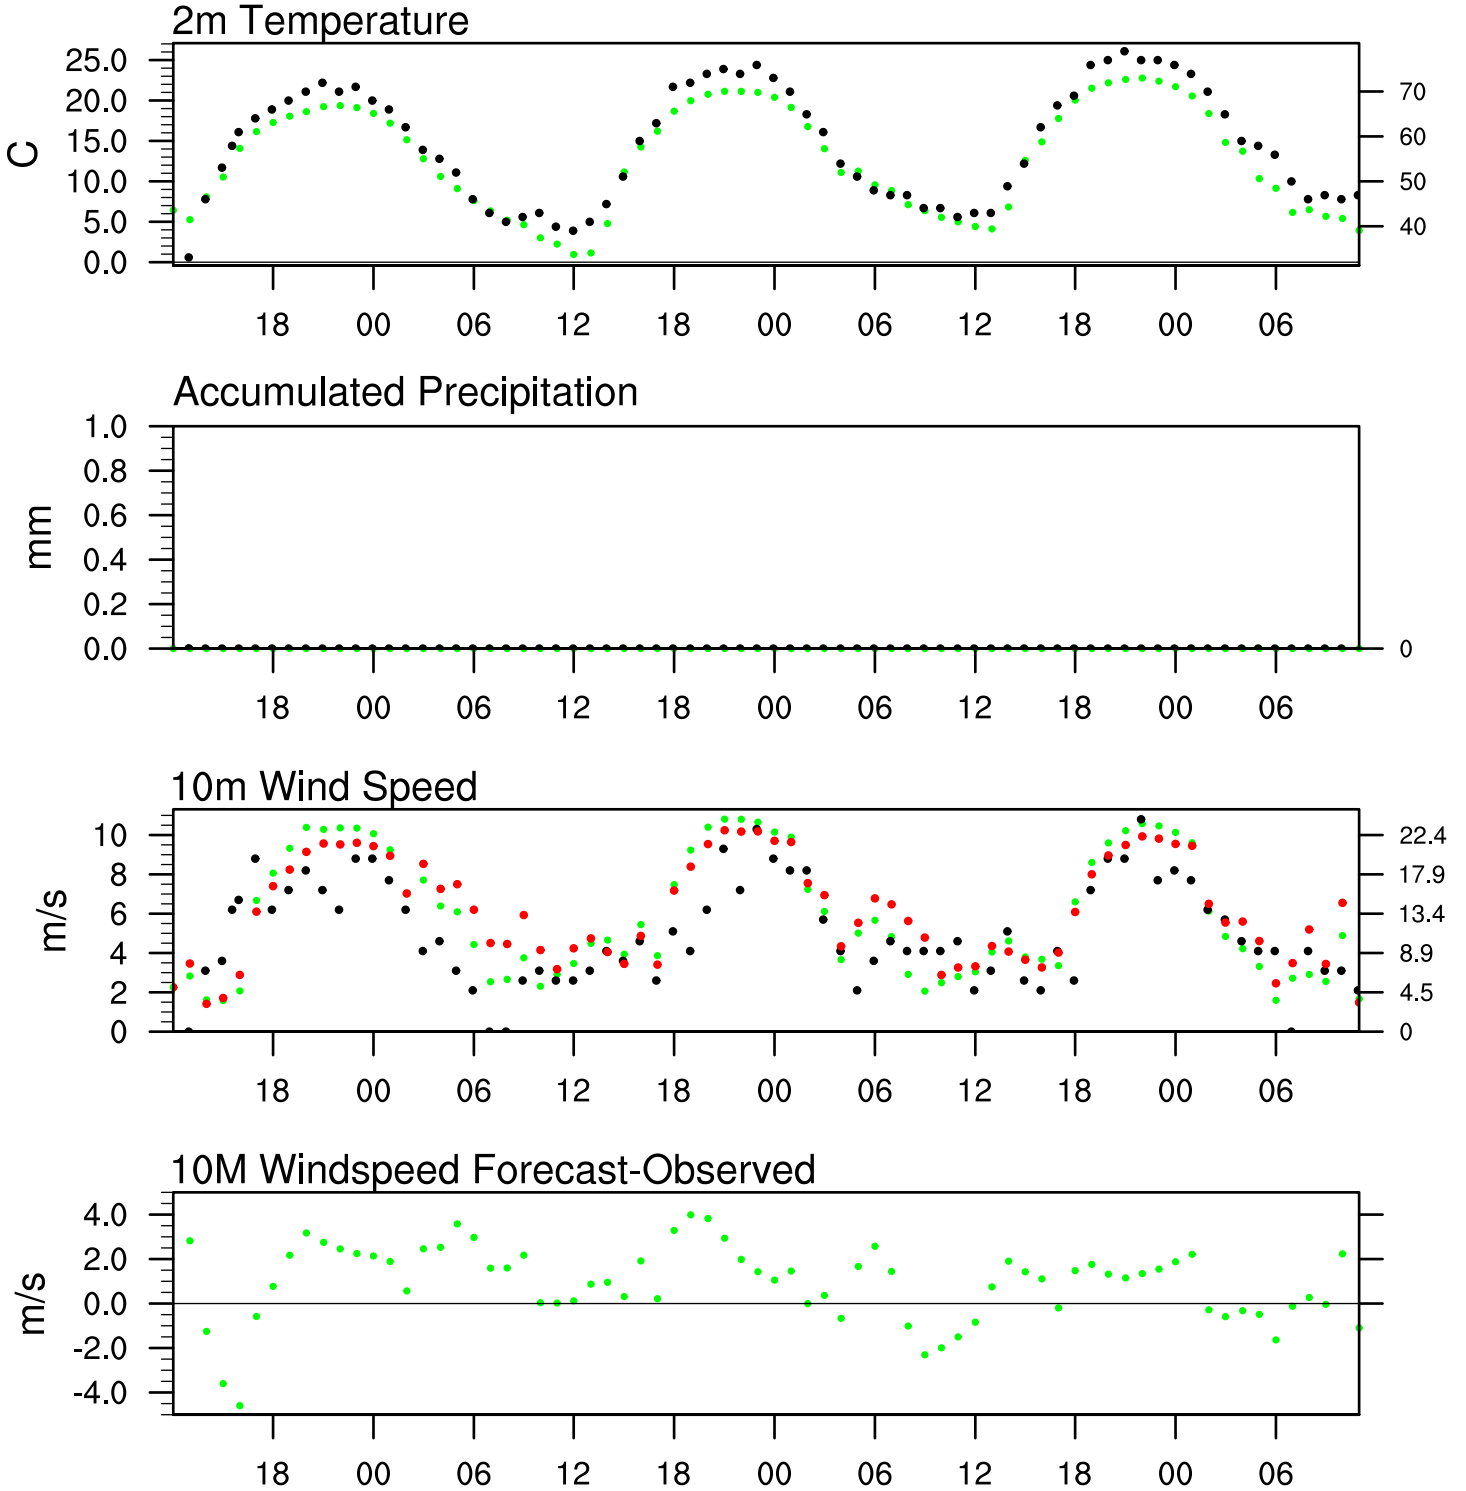 2m Temperature
25.0
20.0
15.0
10.0
5.0
0.0
C
70
60
50
40
18 00 06 12 18 00 06 12 18 00 06
Accumulated Precipitation
1.0
0.8
0.6
0.4
0.2
0.0
mm
0
18 00 06 12 18 00 06 12 18 00 06
10m Wind Speed
10
8
6
4
2
0
m/s
22.4
17.9
13.4
8.9
4.5
0
18 00 06 12 18 00 06 12 18 00 06
10M Windspeed Forecast-Observed
4.0
2.0
0.0
-2.0
-4.0
m/s
18 00 06 12 18 00 06 12 18 00 06